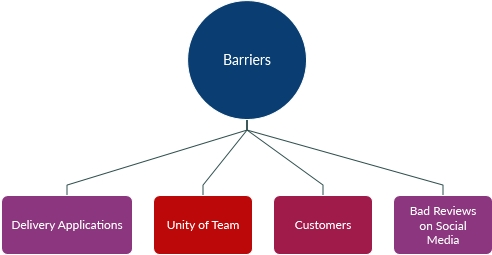 Barriers
Delivery Applications
Unity of Team
Customers
Bad Reviews
on Social
Media